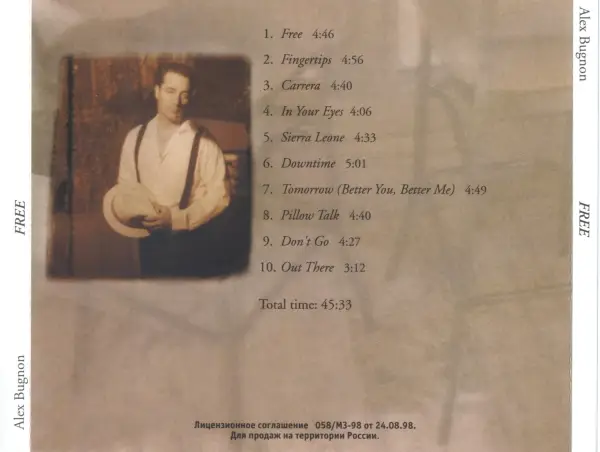 1. Free 4:46
2. Fingertips 4:56
3. Carrera 4:40
4. In Your Eyes 4:06
5. Sierra Leone 4:33
6. Downtime 5:01
7. Tomorrow (Better You, Better Me) 4:49
8. Pillow Talk 4:40
9. Don't Go 4:27
10. Out There 3:12
Total time: 45:33
Лицензионное соглашение 058/МЗ-98 от 24.08.98.
Для продаж на территории России.
Alex Bugnon
FREE
Alex Bugnon
FREE